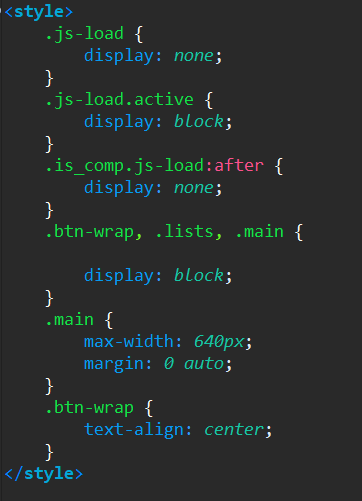 <style>
    .js-load {
        display: none;
    }
    .js-load.active {
        display: block;
    }
    .is_comp.js-load:after {
        display: none;
    }
    .btn-wrap, .lists, .main {

        display: block;
    }
    .main {
        max-width: 640px;
        margin: 0 auto;
    }
    .btn-wrap {
        text-align: center;
    }
</style>